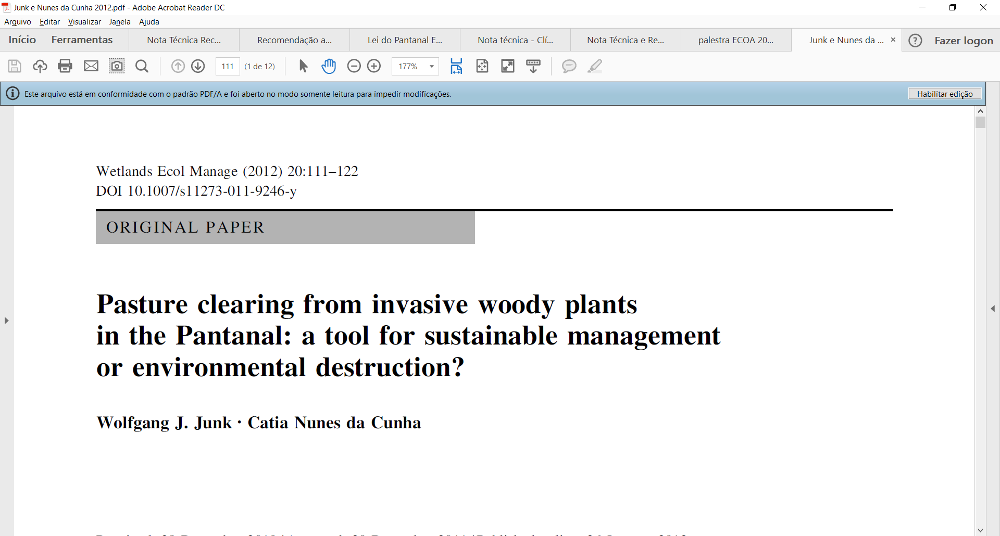 Junk e Nunes da Cunha 2012.pdf - Adobe Acrobat Reader DC
Arquivo Editar Visualizar Janela Ajuda
Início Ferramentas Nota Técnica Rec... Recomendação a... Lei do Pantanal E... Nota técnica - Clí... Nota Técnica e Re... palestra ECOA 20... Junk e Nunes da ... × ? Fazer logon
111 (1 de 12) 177%
Este arquivo está em conformidade com o padrão PDF/A e foi aberto no modo somente leitura para impedir modificações. Habilitar edição
Wetlands Ecol Manage (2012) 20:111–122
DOI 10.1007/s11273-011-9246-y
ORIGINAL PAPER
Pasture clearing from invasive woody plants
in the Pantanal: a tool for sustainable management
or environmental destruction?
Wolfgang J. Junk · Catia Nunes da Cunha